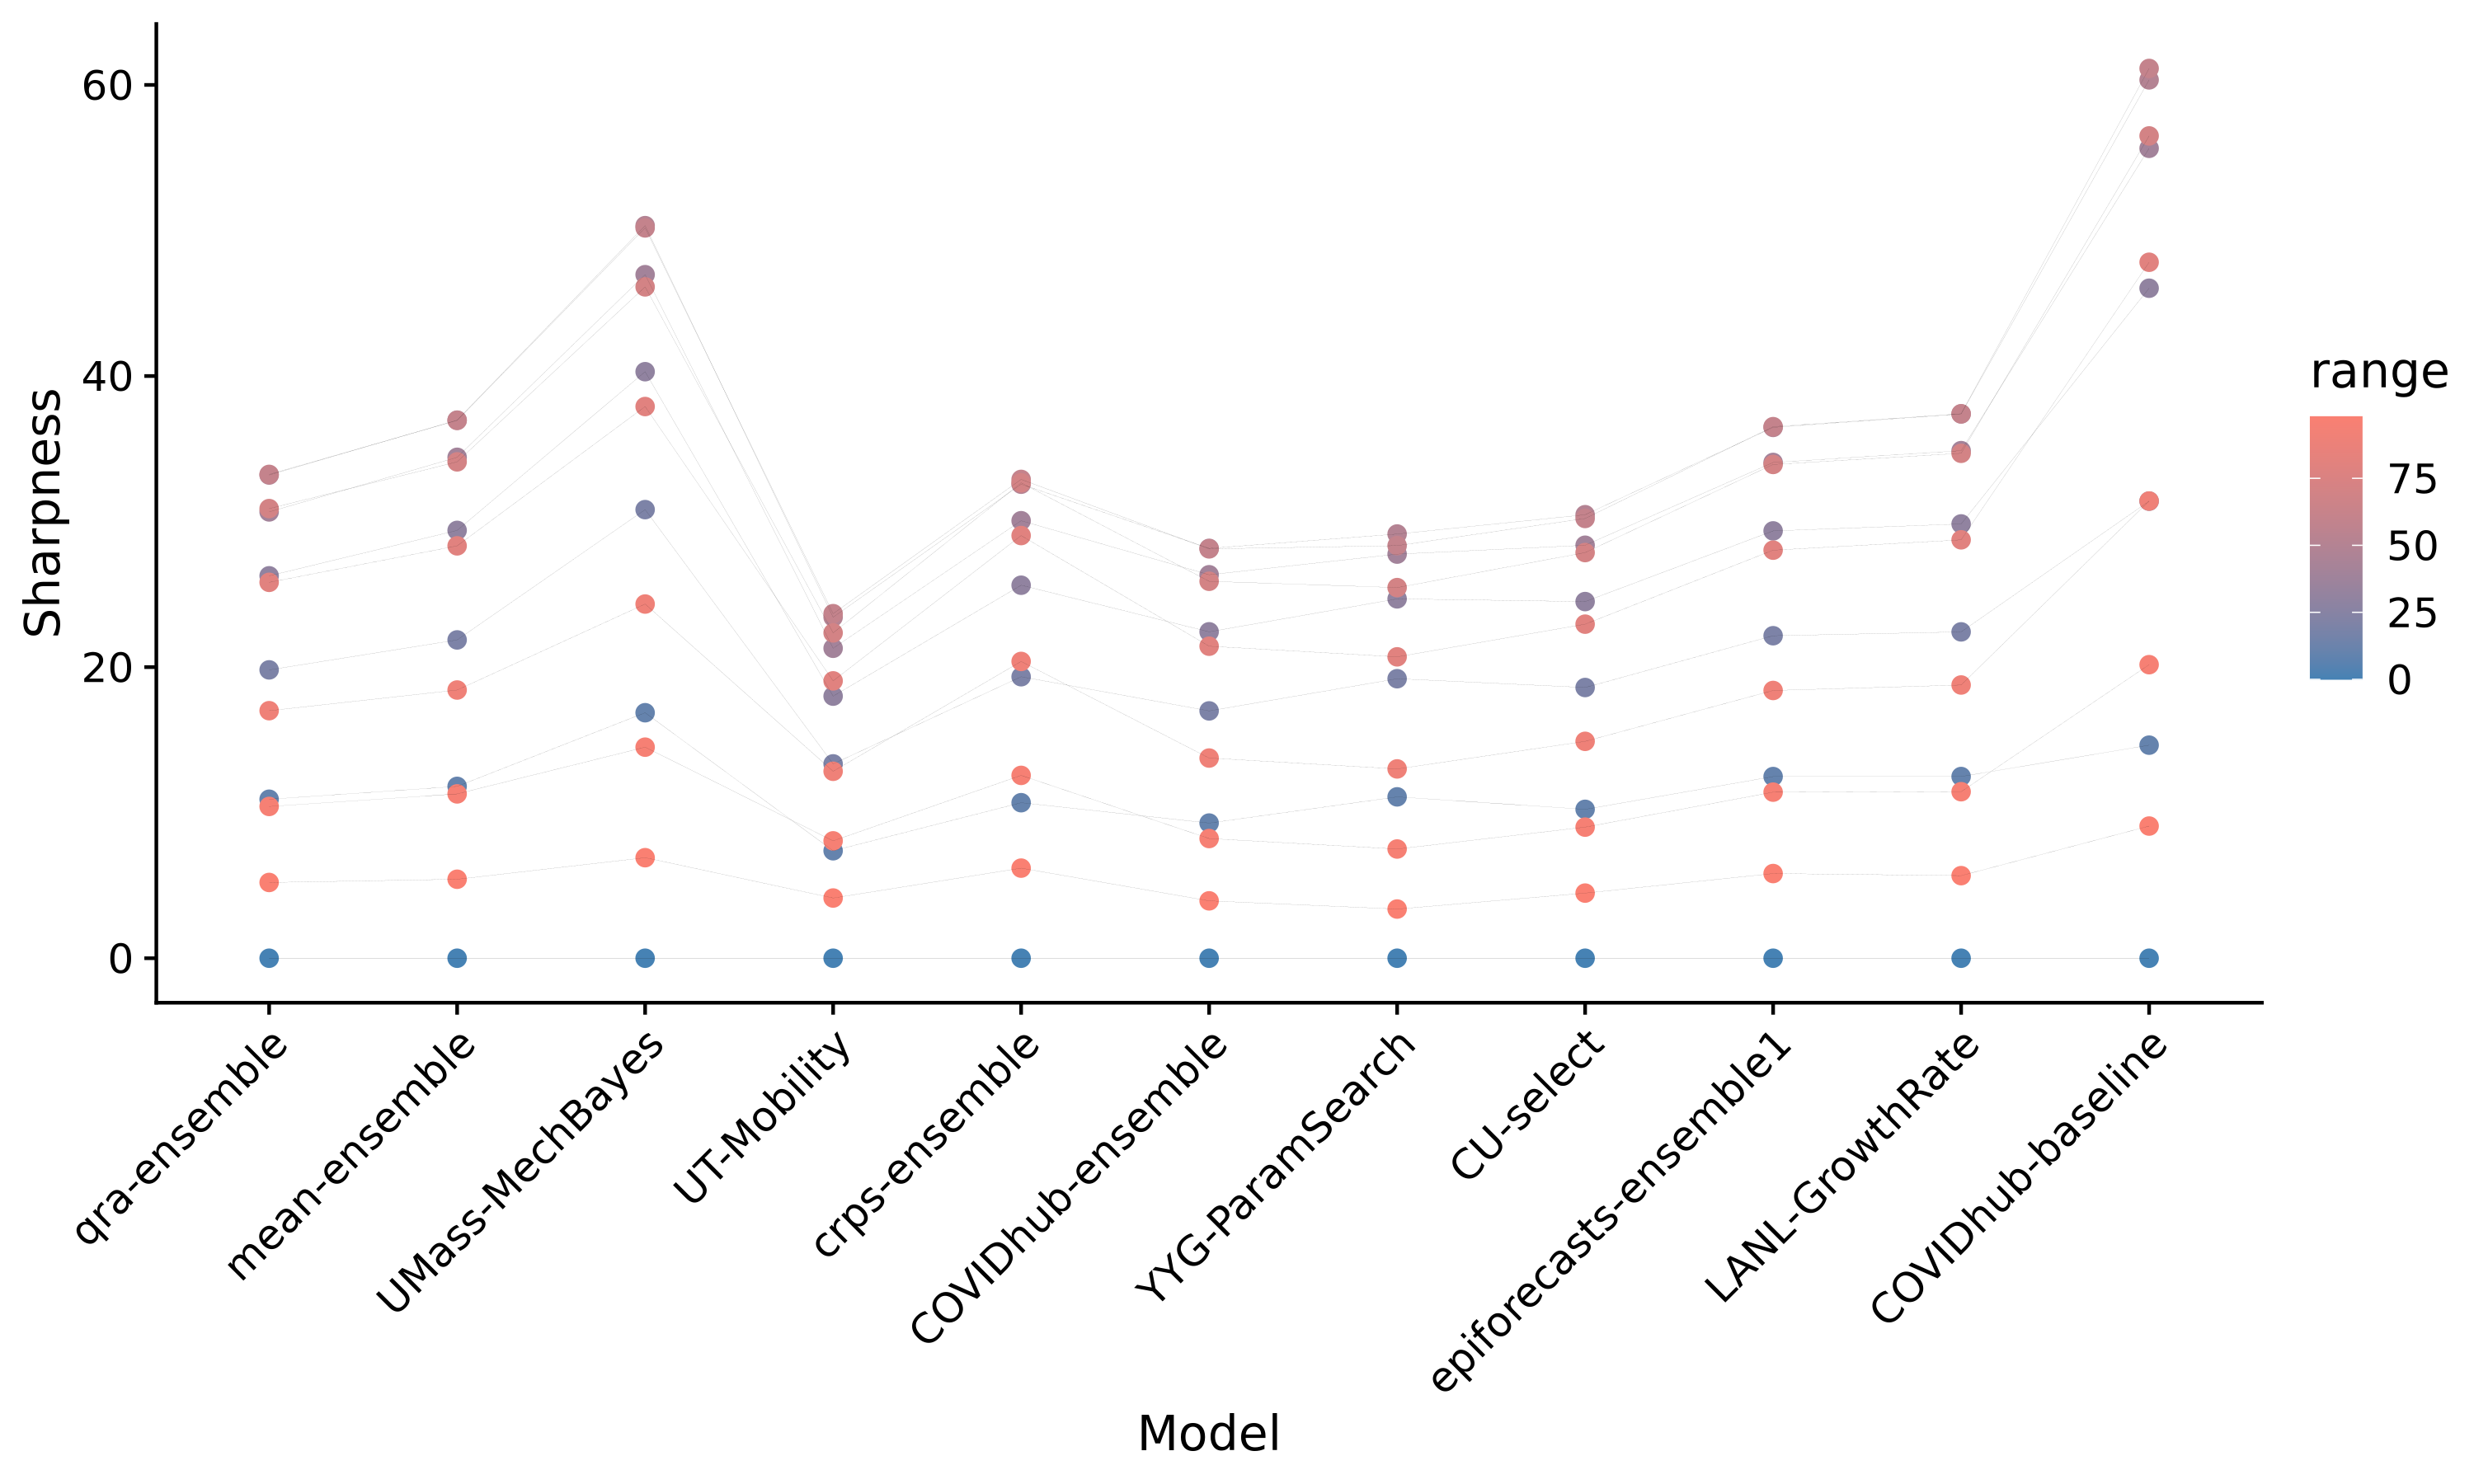 60
40
20
0
Sharpness
qra-ensemble
mean-ensemble
UMass-MechBayes
UT-Mobility
crps-ensemble
COVIDhub-ensemble
YYG-ParamSearch
CU-select
epiforecasts-ensemble1
LANL-GrowthRate
COVIDhub-baseline
Model
range
75
50
25
0